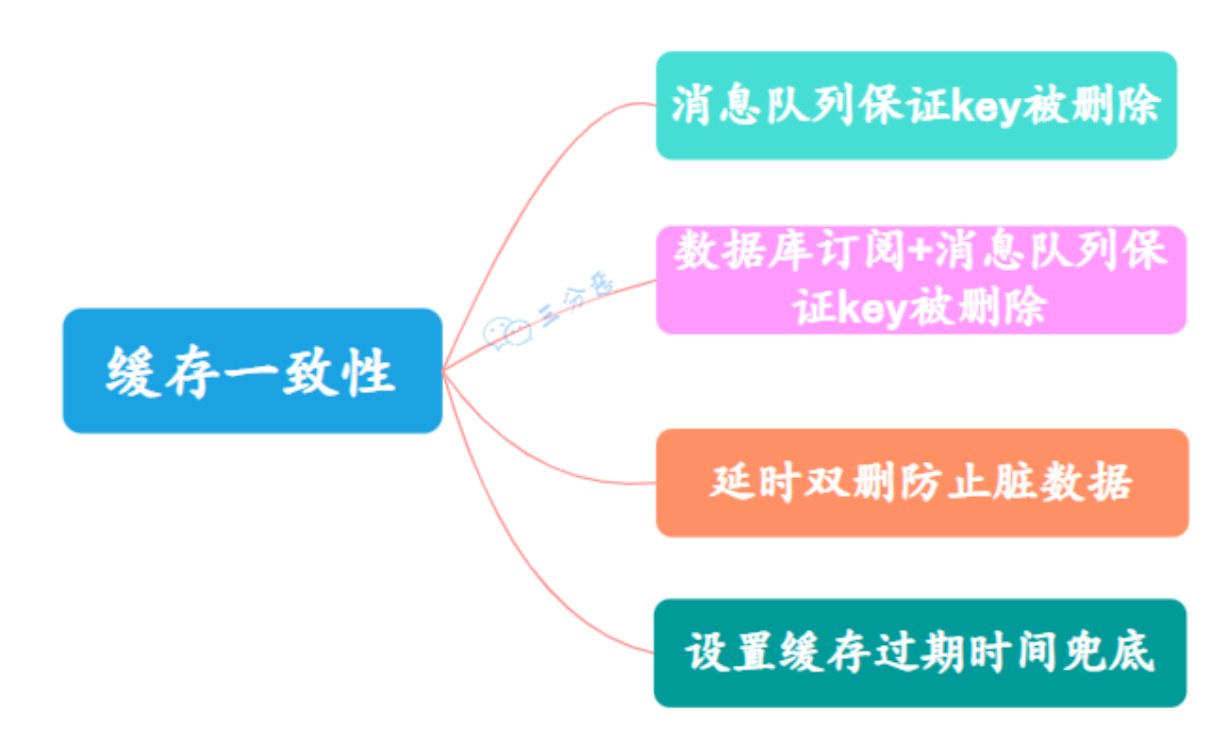 消息队列保证key被删除
数据库订阅+消息队列保
证key被删除
三分恶
缓存一致性
延时双删防止脏数据
设置缓存过期时间兜底